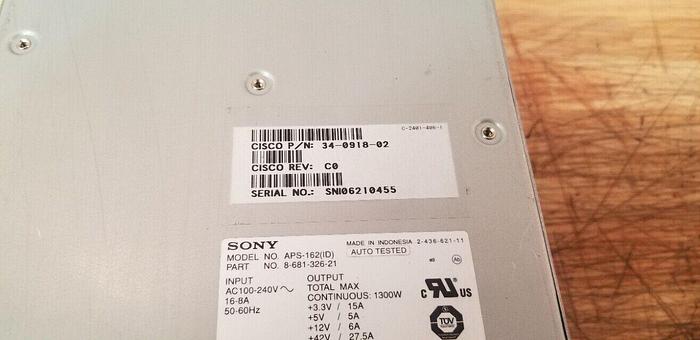 C-2401-406-1
CISCO P/N: 34-0918-02
CISCO REV: C0
SERIAL NO.: SNI06210455
SONY
MADE IN INDONESIA 2-436-621-11
MODEL NO. APS-162(ID)
AUTO TESTED
PART NO. 8-681-326-21
INPUT
AC100-240V~
16-8A
50-60Hz
OUTPUT
TOTAL MAX
CONTINUOUS: 1300W
+3.3V / 15A
+5V / 5A
+12V / 6A
+42V / 27.5A
Ab
C US
TÜV